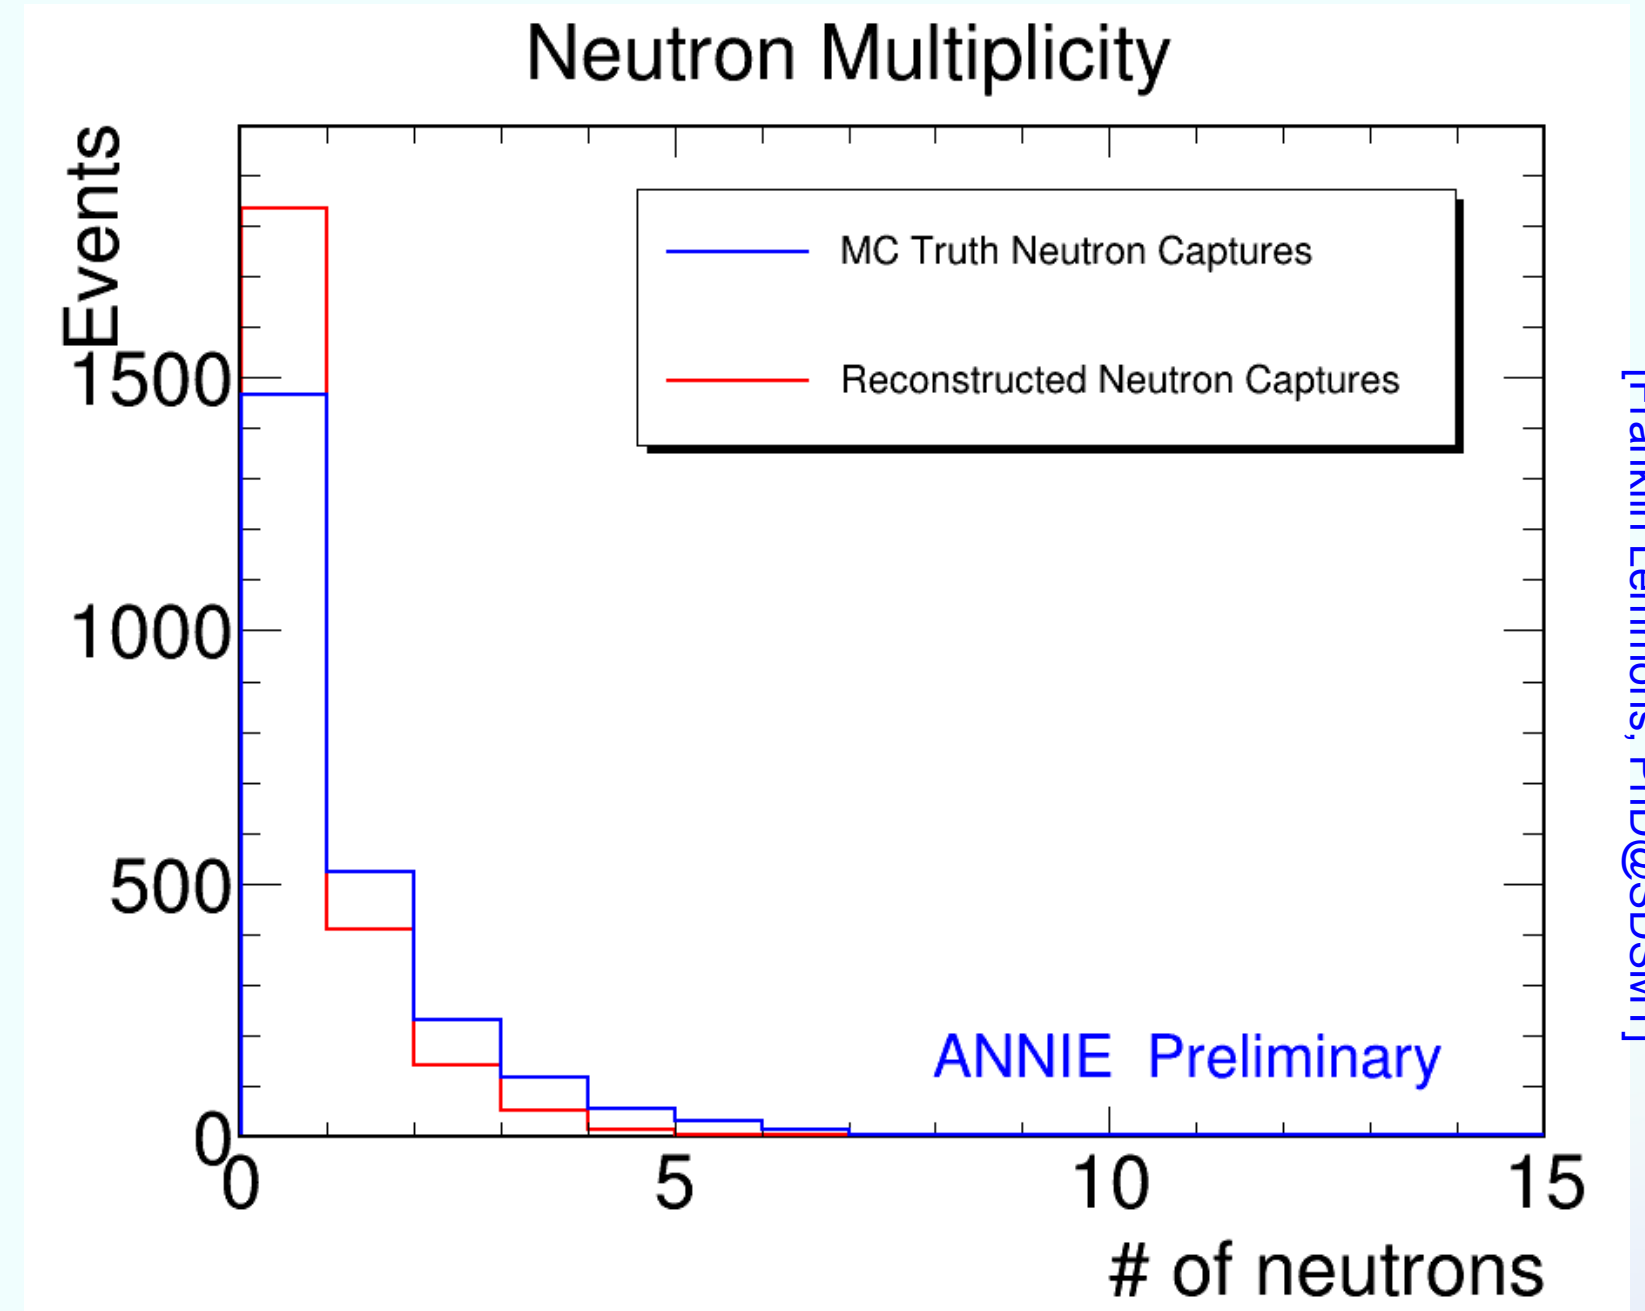 Neutron Multiplicity
Events
MC Truth Neutron Captures
Reconstructed Neutron Captures
1500
1000
500
0
ANNIE Preliminary
0 5 10 15
# of neutrons